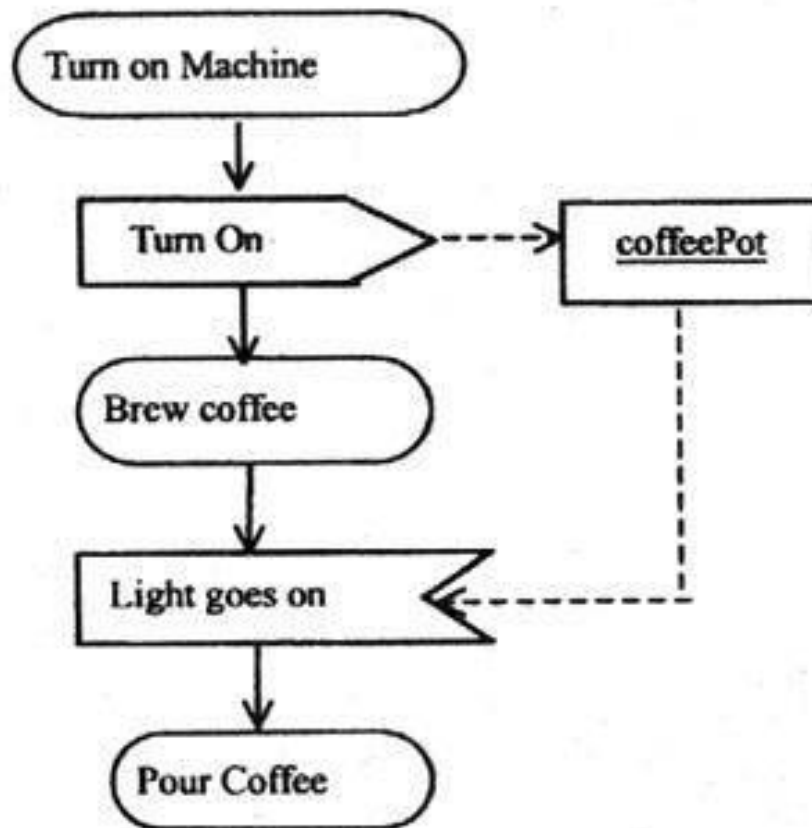 Turn on Machine
Turn On
coffeePot
Brew coffee
Light goes on
Pour Coffee